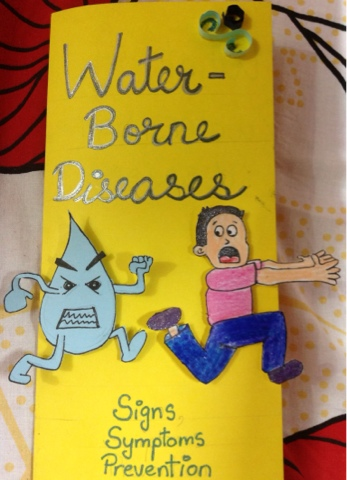 Water-
Borne
Diseases
Signs
Symptoms
Prevention